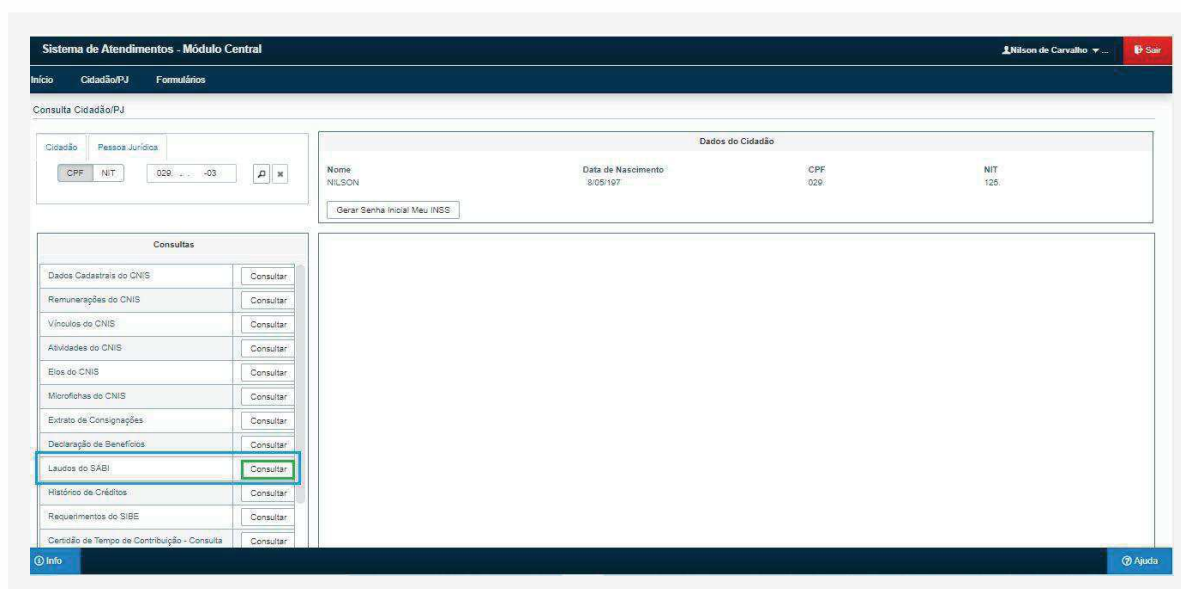 Sistema de Atendimentos - Módulo Central
Nilson de Carvalho ...
Sair
Início Cidadão/PJ Formulários
Consulta Cidadão/PJ
Cidadão Pessoa Jurídica
CPF NIT 029. . . -03
Dados do Cidadão
Nome Data de Nascimento CPF NIT
NILSON 8/05/197 029. 125.
Gerar Senha Inicial Meu INSS
Consultas
Dados Cadastrais do CNIS Consultar
Remunerações do CNIS Consultar
Vínculos do CNIS Consultar
Atividades do CNIS Consultar
Elos do CNIS Consultar
Microfichas do CNIS Consultar
Extrato de Consignações Consultar
Declaração de Benefícios Consultar
Laudos do SABI Consultar
Histórico de Créditos Consultar
Requerimentos do SIBE Consultar
Certidão de Tempo de Contribuição - Consulta Consultar
Info
Ajuda